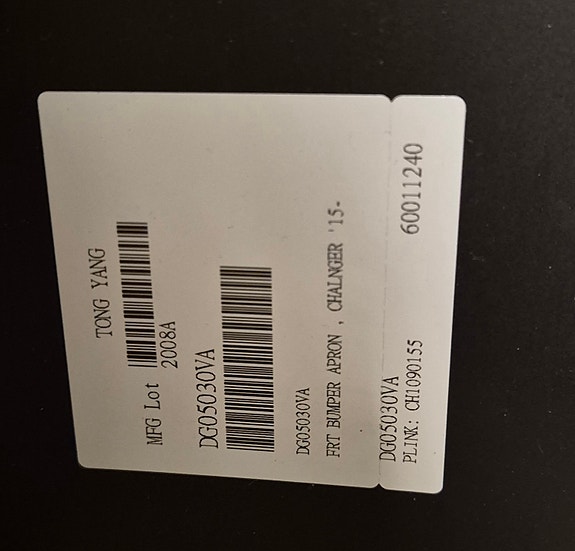 TONG YANG
MFG Lot
2008A
DG05030VA
DG05030VA
FRT BUMPER APRON , CHALNGER '15-
DG05030VA
60011240
PLINK: CH1090155